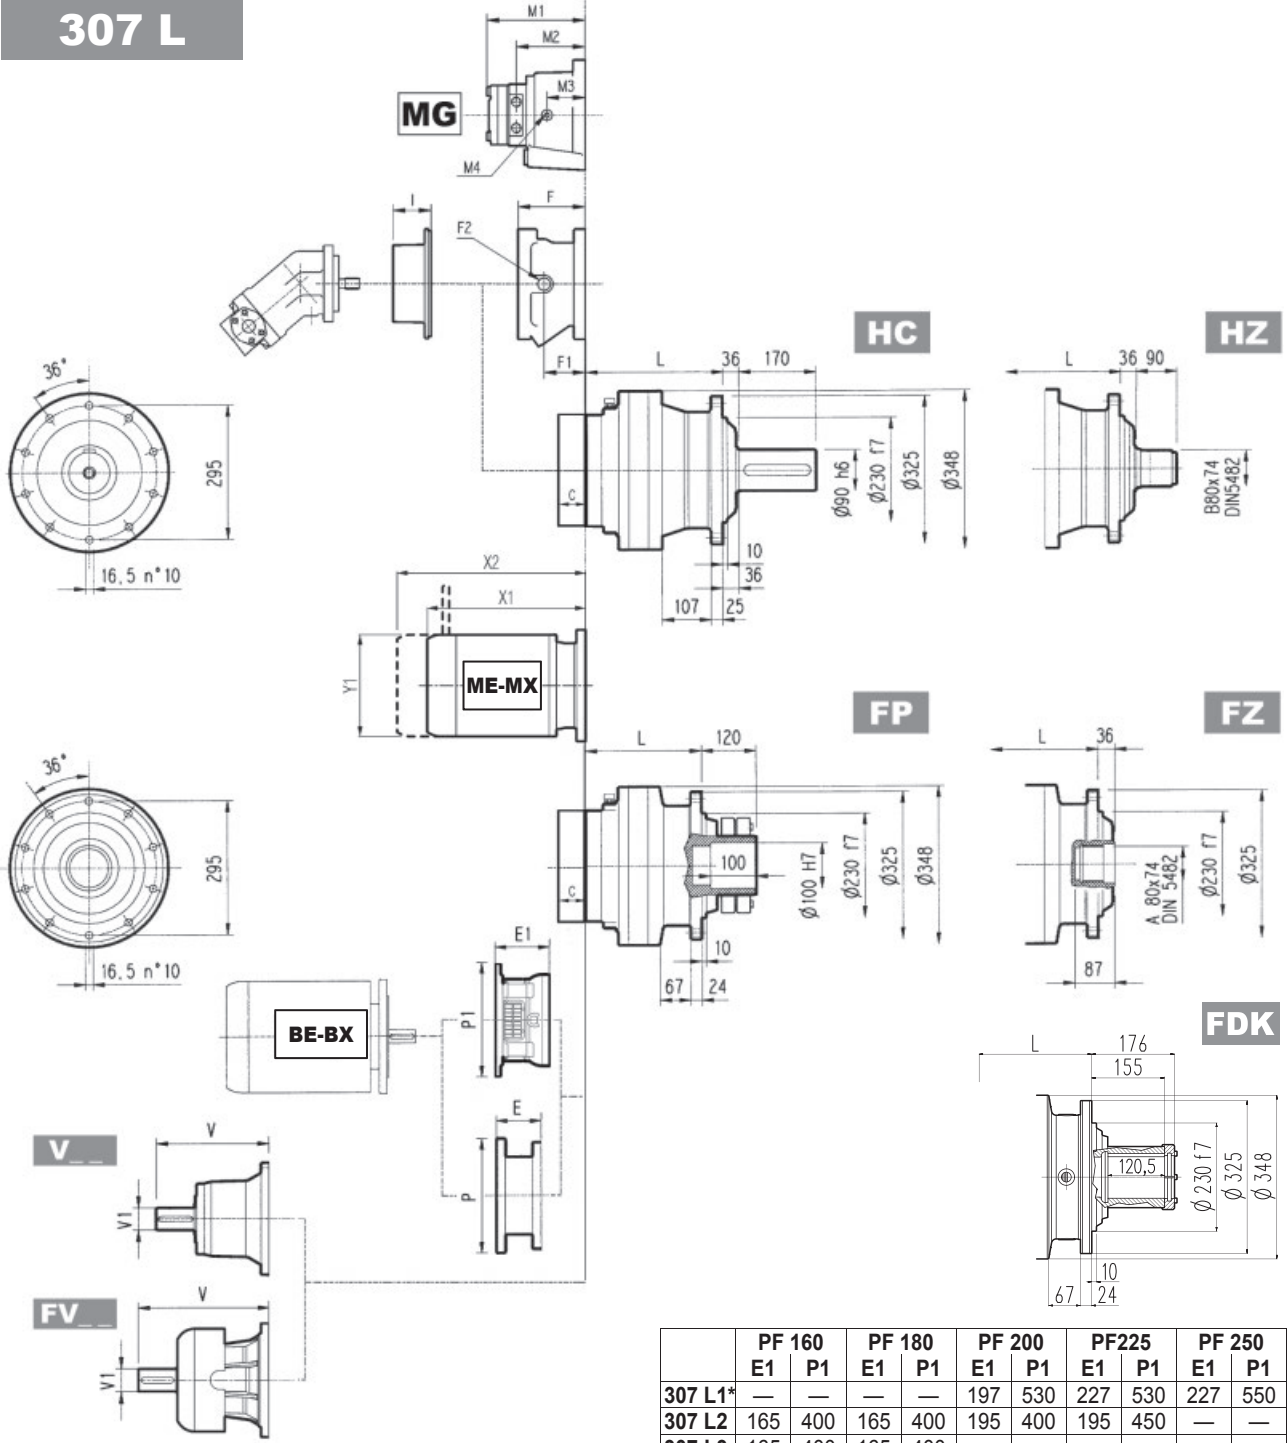 307 L
M1
M2
M3
MG
M4
I
F
F2
HC
HZ
F1
L
36
170
L
36
90
36°
295
C
Ø90 h6
Ø230 f7
Ø325
Ø348
B80x74
DIN5482
16,5 n°10
10
36
107
25
X2
X1
Y1
ME-MX
FP
FZ
L
120
L
36
36°
295
C
100
Ø100 H7
Ø230 f7
Ø325
Ø348
A 80x74
DIN 5482
Ø230 f7
Ø325
16,5 n°10
10
67
24
87
E1
P1
BE-BX
FDK
L
176
155
120,5
Ø 230 f7
Ø 325
Ø 348
10
67
24
E
P
V_ _
V
V1
FV_ _
V
V1
PF 160 PF 180 PF 200 PF225 PF 250
E1 P1 E1 P1 E1 P1 E1 P1 E1 P1
307 L1* — — — — 197 530 227 530 227 550
307 L2 165 400 165 400 195 400 195 450 — —